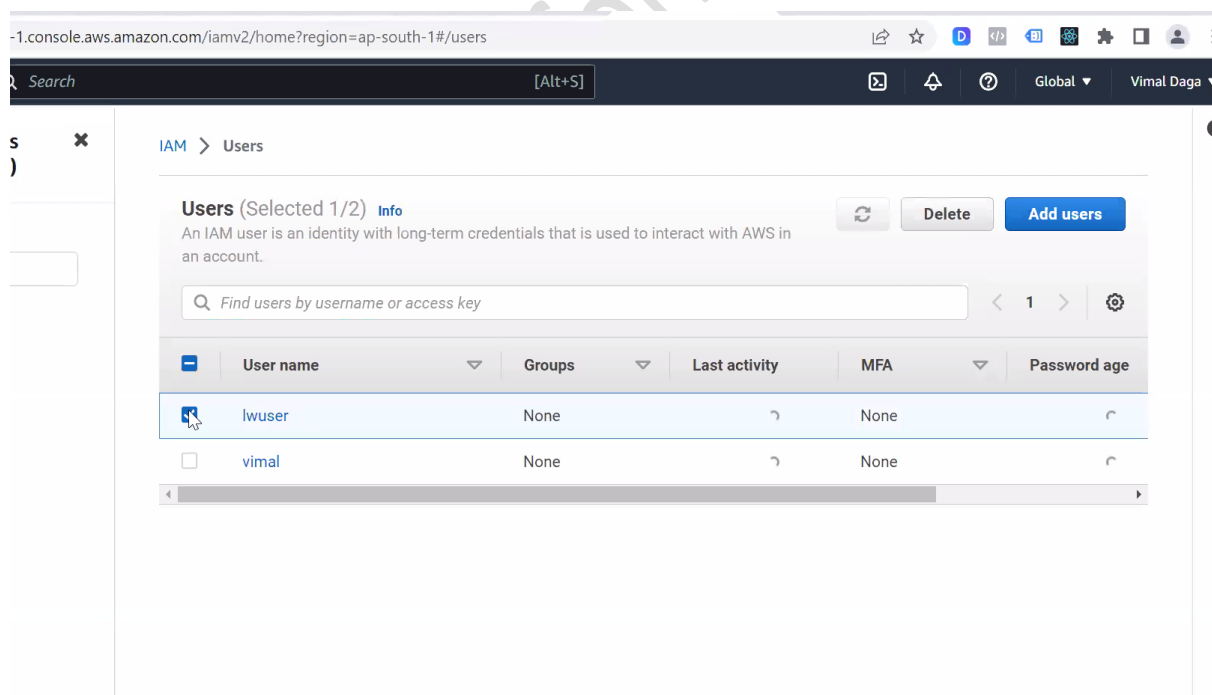 -1.console.aws.amazon.com/iamv2/home?region=ap-south-1#/users
D
Search [Alt+S] Global Vimal Daga
s
)
IAM > Users
Users (Selected 1/2) Info
Delete Add users
An IAM user is an identity with long-term credentials that is used to interact with AWS in
an account.
Find users by username or access key
1
User name Groups Last activity MFA Password age
lwuser None None
vimal None None